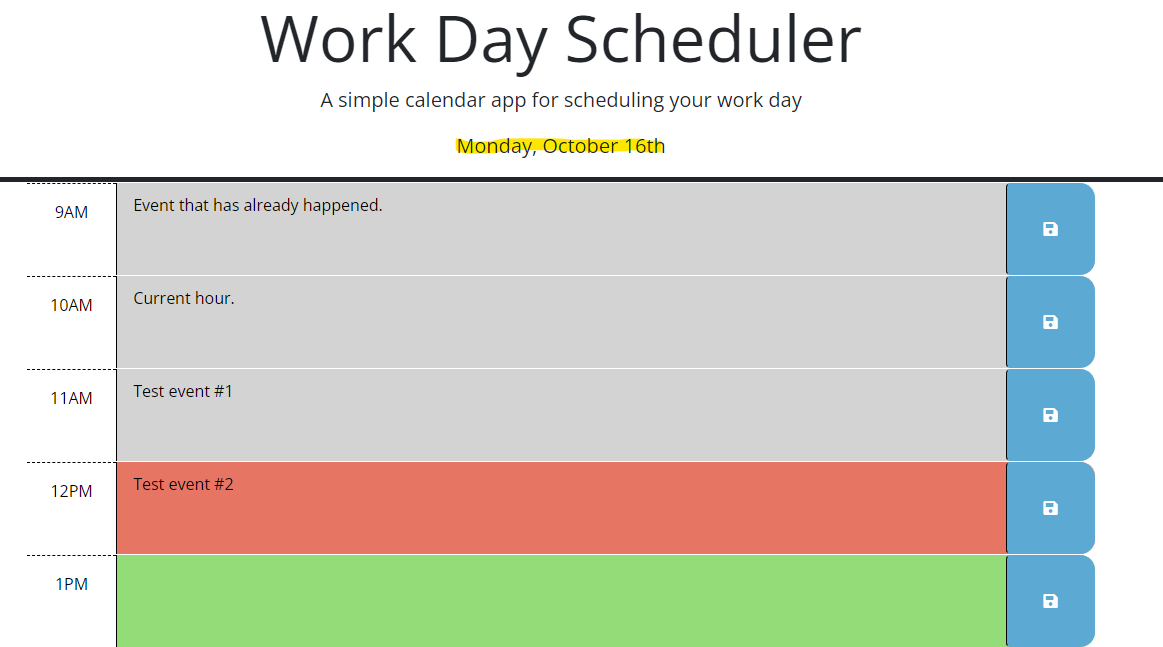 Work Day Scheduler
A simple calendar app for scheduling your work day
Monday, October 16th
9AM
Event that has already happened.
10AM
Current hour.
11AM
Test event #1
12PM
Test event #2
1PM